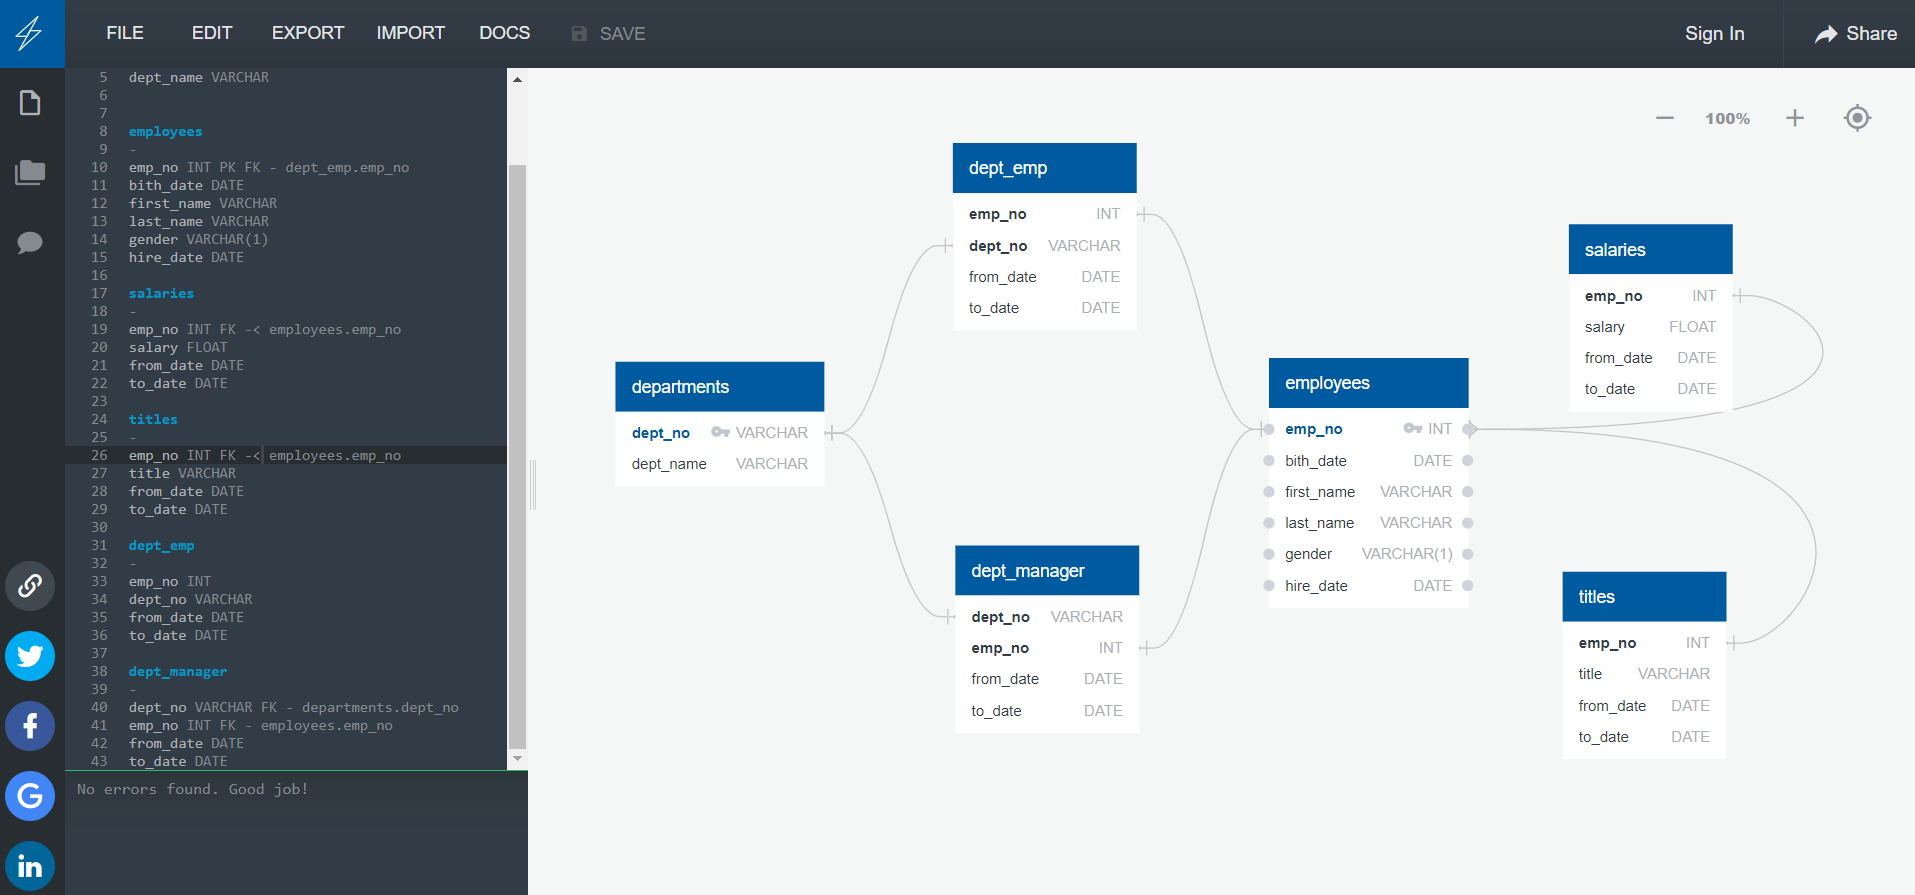 FILE EDIT EXPORT IMPORT DOCS SAVE Sign In Share
5 dept_name VARCHAR
6
7
8 employees
9 -
10 emp_no INT PK FK - dept_emp.emp_no
11 bith_date DATE
12 first_name VARCHAR
13 last_name VARCHAR
14 gender VARCHAR(1)
15 hire_date DATE
16
17 salaries
18 -
19 emp_no INT FK -< employees.emp_no
20 salary FLOAT
21 from_date DATE
22 to_date DATE
23
24 titles
25 -
26 emp_no INT FK -< employees.emp_no
27 title VARCHAR
28 from_date DATE
29 to_date DATE
30
31 dept_emp
32 -
33 emp_no INT
34 dept_no VARCHAR
35 from_date DATE
36 to_date DATE
37
38 dept_manager
39 -
40 dept_no VARCHAR FK - departments.dept_no
41 emp_no INT FK - employees.emp_no
42 from_date DATE
43 to_date DATE
No errors found. Good job!
100%
departments
dept_no VARCHAR
dept_name VARCHAR
dept_emp
emp_no INT
dept_no VARCHAR
from_date DATE
to_date DATE
dept_manager
dept_no VARCHAR
emp_no INT
from_date DATE
to_date DATE
employees
emp_no INT
bith_date DATE
first_name VARCHAR
last_name VARCHAR
gender VARCHAR(1)
hire_date DATE
salaries
emp_no INT
salary FLOAT
from_date DATE
to_date DATE
titles
emp_no INT
title VARCHAR
from_date DATE
to_date DATE